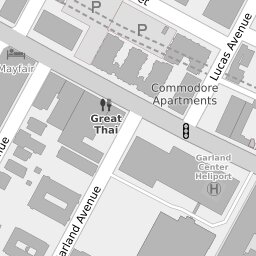 P
P
Lucas Avenue
Mayfair
Commodore
Apartments
Great
Thai
Garland
Center
Heliport
H
Garland Avenue